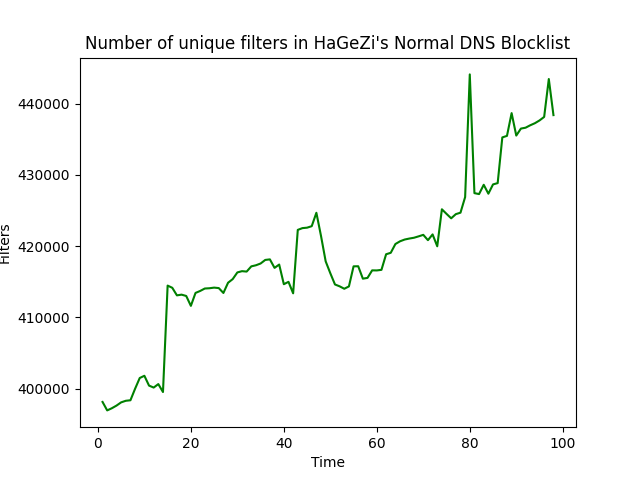 Number of unique filters in HaGeZi's Normal DNS Blocklist
440000
430000
420000
410000
400000
Filters
0 20 40 60 80 100
Time